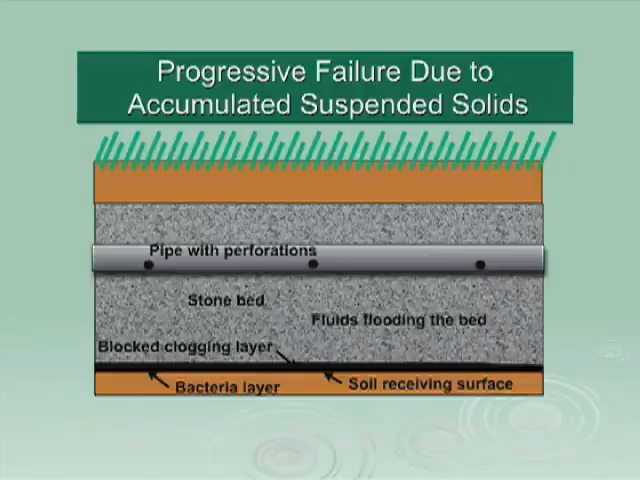 Progressive Failure Due to
Accumulated Suspended Solids
Pipe with perforations
Stone bed
Fluids flooding the bed
Blocked clogging layer
Bacteria layer
Soil receiving surface